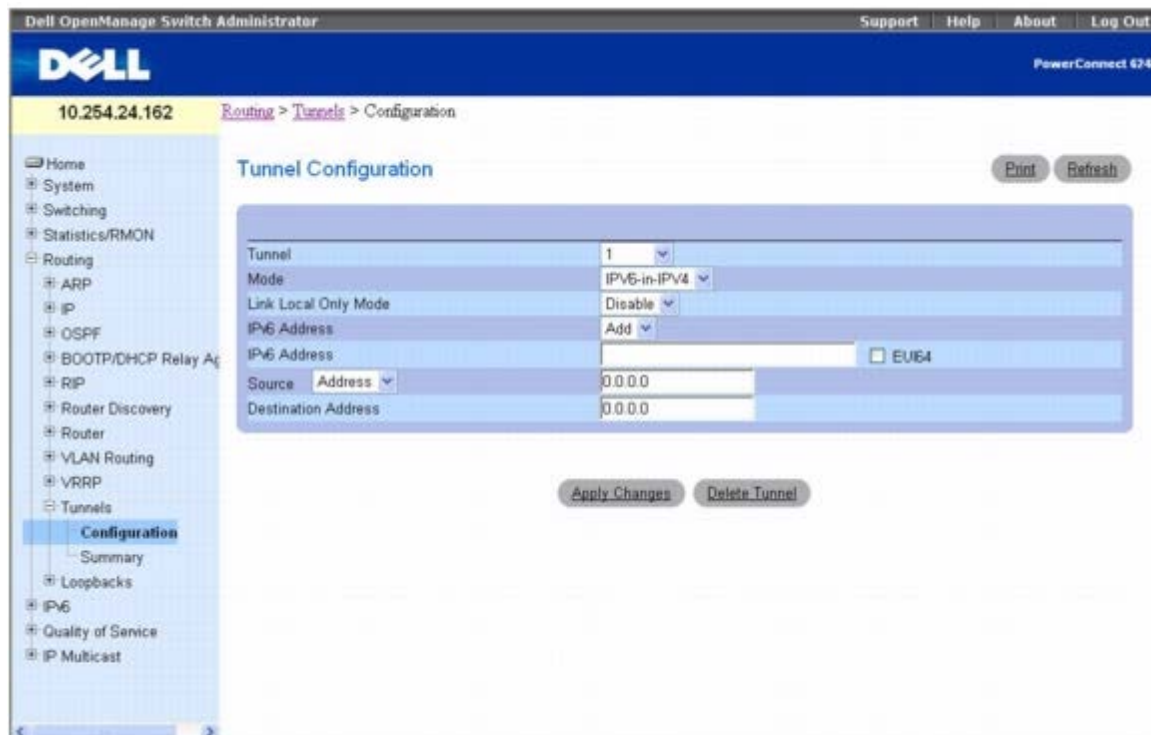 Dell OpenManage Switch Administrator
Support Help About Log Out
DELL
PowerConnect 624
10.254.24.162
Routing > Tunnels > Configuration
Home
System
Switching
Statistics/RMON
Routing
ARP
IP
OSPF
BOOTP/DHCP Relay Ag
RIP
Router Discovery
Router
VLAN Routing
VRRP
Tunnels
Configuration
Summary
Loopbacks
IPv6
Quality of Service
IP Multicast
Tunnel Configuration
Print Refresh
Tunnel 1
Mode IPV6-in-IPV4
Link Local Only Mode Disable
IPv6 Address Add
IPv6 Address EUI64
Source Address 0.0.0.0
Destination Address 0.0.0.0
Apply Changes Delete Tunnel